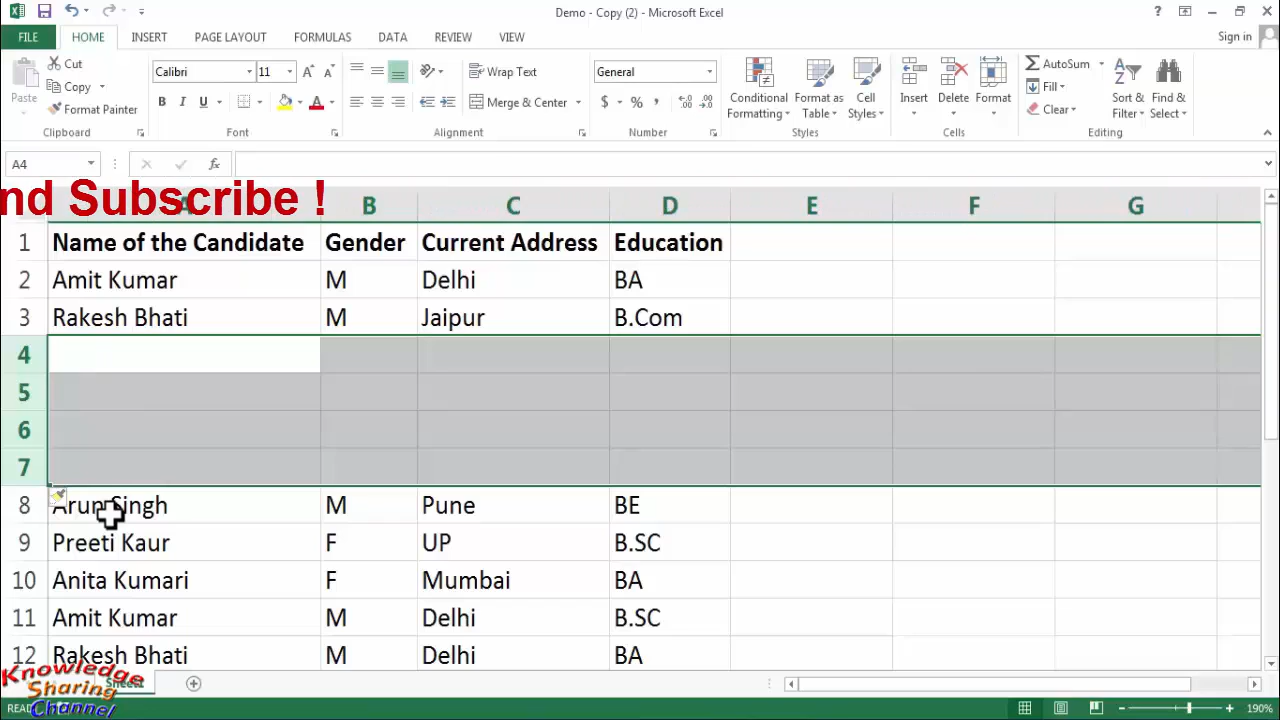 Demo - Copy (2) - Microsoft Excel
?
FILE HOME INSERT PAGE LAYOUT FORMULAS DATA REVIEW VIEW Sign in
Paste
Cut
Copy
Format Painter
Clipboard
Calibri 11
B I U
Font
Wrap Text
Merge & Center
Alignment
General
$ % ,
Number
Conditional Formatting
Format as Table
Cell Styles
Styles
Insert Delete Format
Cells
AutoSum
Fill
Clear
Sort & Filter
Find & Select
Editing
A4 fx
nd Subscribe !
A B C D E F G
1 Name of the Candidate Gender Current Address Education
2 Amit Kumar M Delhi BA
3 Rakesh Bhati M Jaipur B.Com
4
5
6
7
8 Arun Singh M Pune BE
9 Preeti Kaur F UP B.SC
10 Anita Kumari F Mumbai BA
11 Amit Kumar M Delhi B.SC
12 Rakesh Bhati M Delhi BA
Knowledge
Sharing
Channel
190%